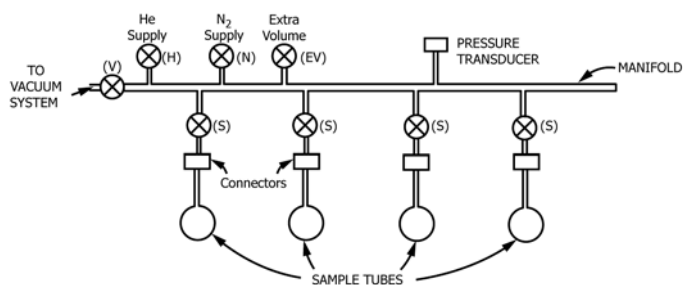 He
Supply
(H)
N₂
Supply
(N)
Extra
Volume
(EV)
PRESSURE
TRANSDUCER
MANIFOLD
(V)
TO
VACUUM
SYSTEM
(S)
(S)
(S)
(S)
Connectors
SAMPLE TUBES